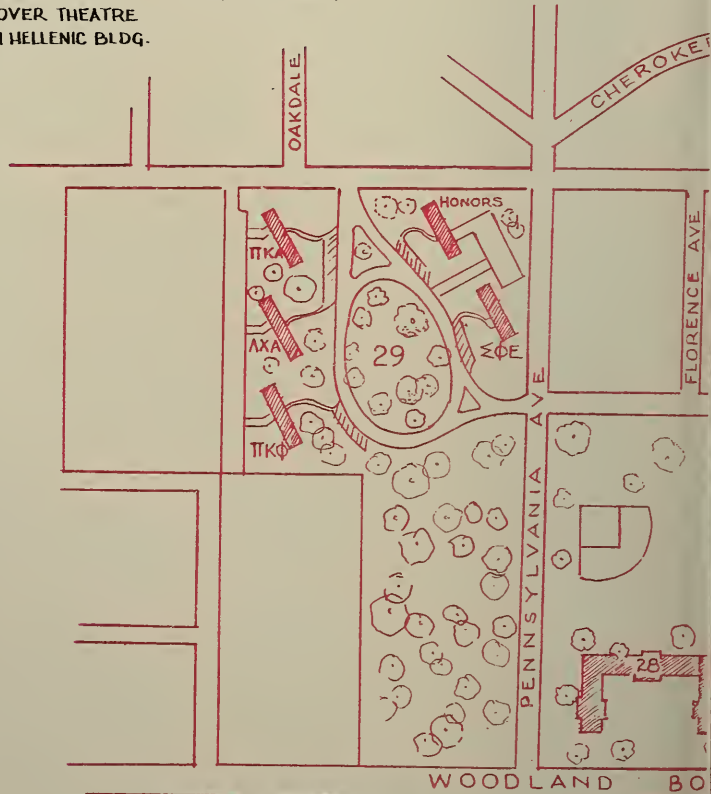 OVER THEATRE
HELLENIC BLDG.
OAKDALE
CHEROKEE
HONORS
ΠΚΑ
FLORENCE AVE
ΛΧΑ
29
ΣΦΕ
ΠΚΦ
PENNSYLVANIA AVE
28
WOODLAND BO